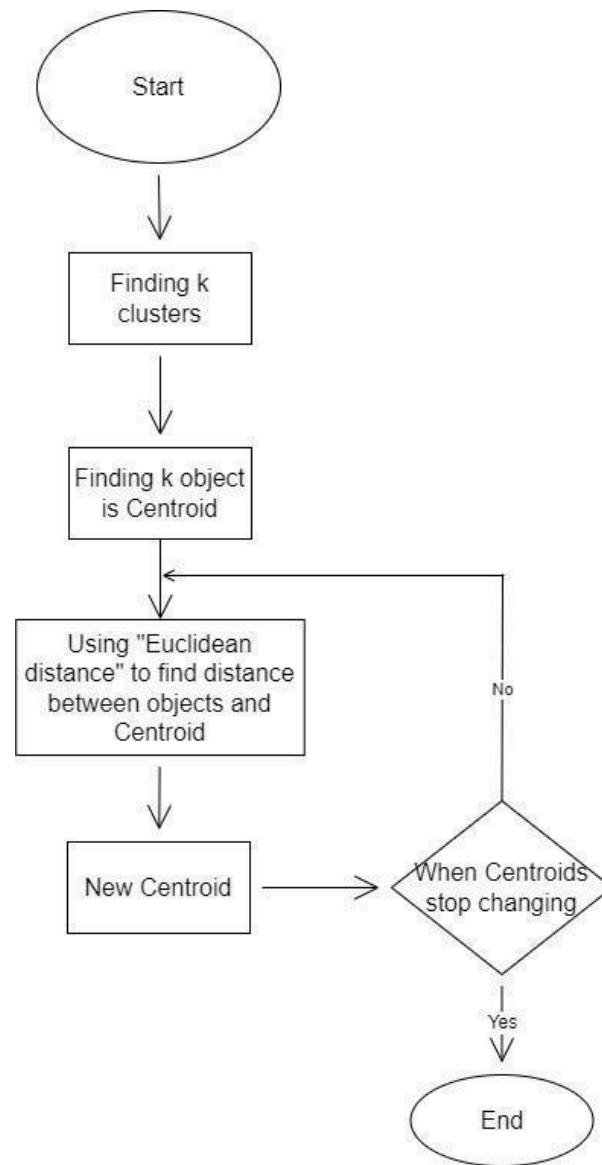 Start
Finding k
clusters
Finding k object
is Centroid
Using "Euclidean
distance" to find distance
between objects and
Centroid
No
New Centroid
When Centroids
stop changing
Yes
End